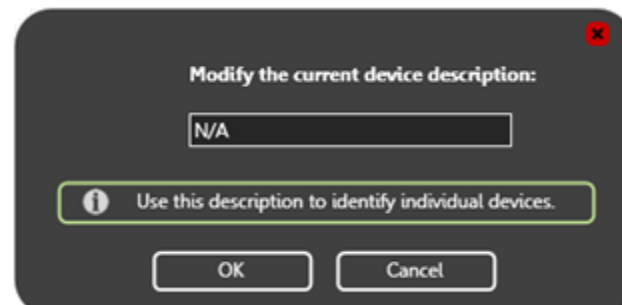 Modify the current device description:
N/A
Use this description to identify individual devices.
OK
Cancel